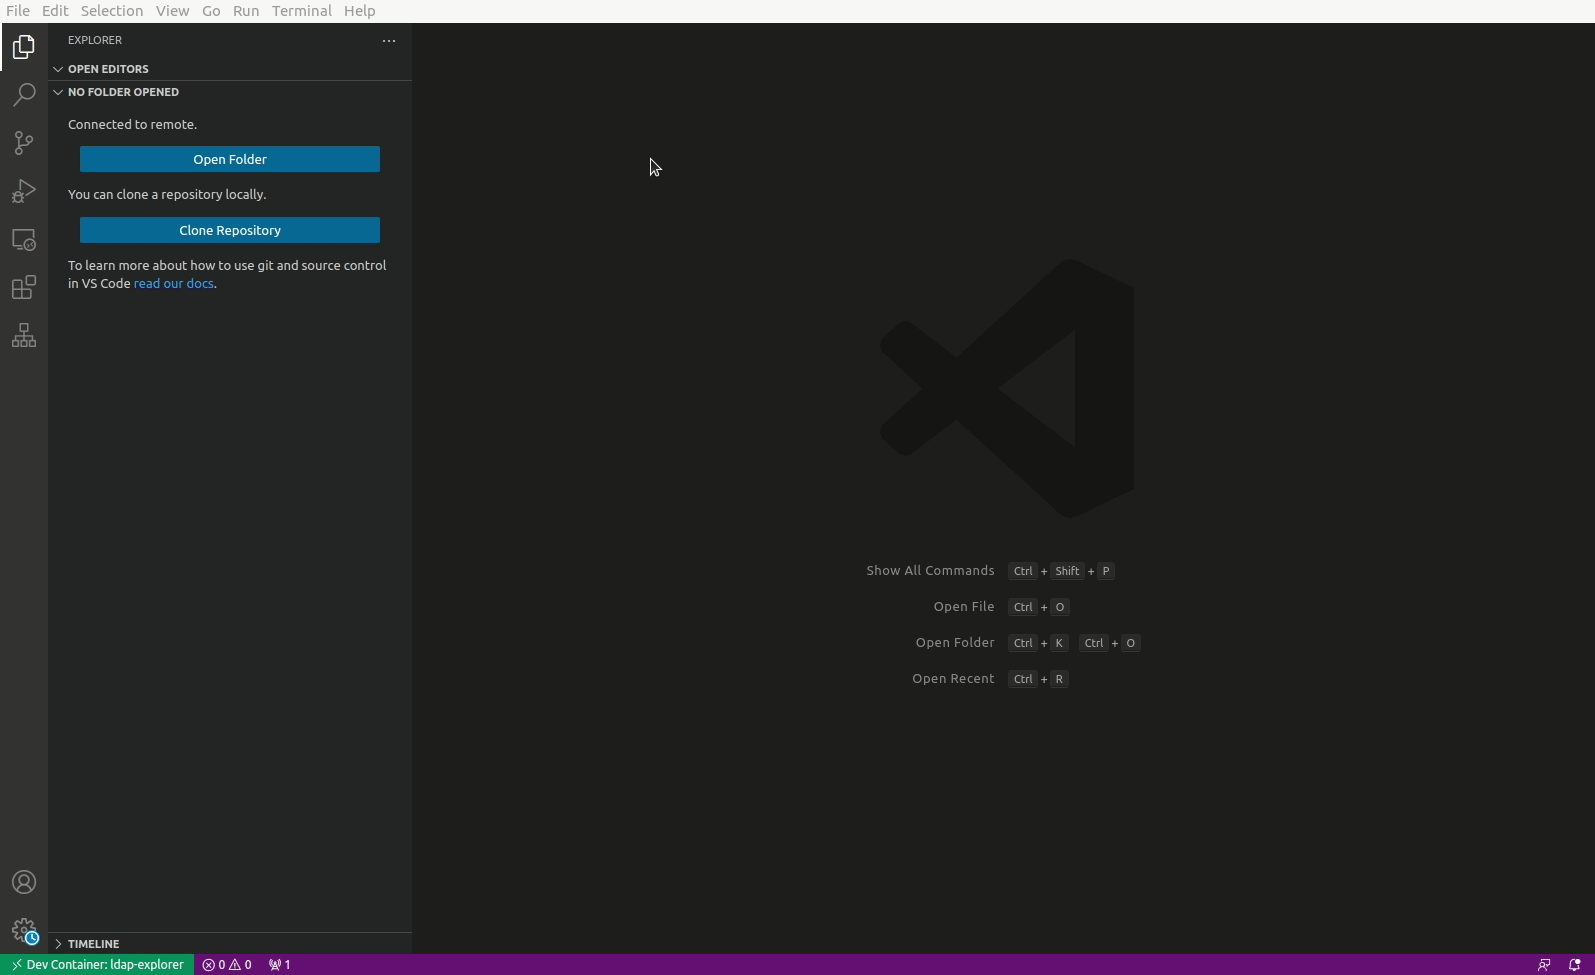 File Edit Selection View Go Run Terminal Help
EXPLORER
OPEN EDITORS
NO FOLDER OPENED
Connected to remote.
Open Folder
You can clone a repository locally.
Clone Repository
To learn more about how to use git and source control
in VS Code read our docs.
Show All Commands Ctrl + Shift + P
Open File Ctrl + O
Open Folder Ctrl + K Ctrl + O
Open Recent Ctrl + R
TIMELINE
Dev Container: ldap-explorer 0 0 1